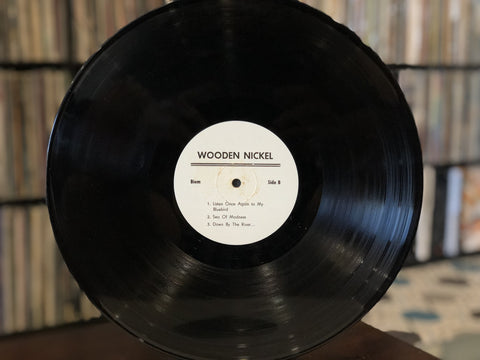 WOODEN NICKEL
Biem Side B
1. Listen Once Again to My
Bluebird
2. Sea Of Madness
3. Down By The River...